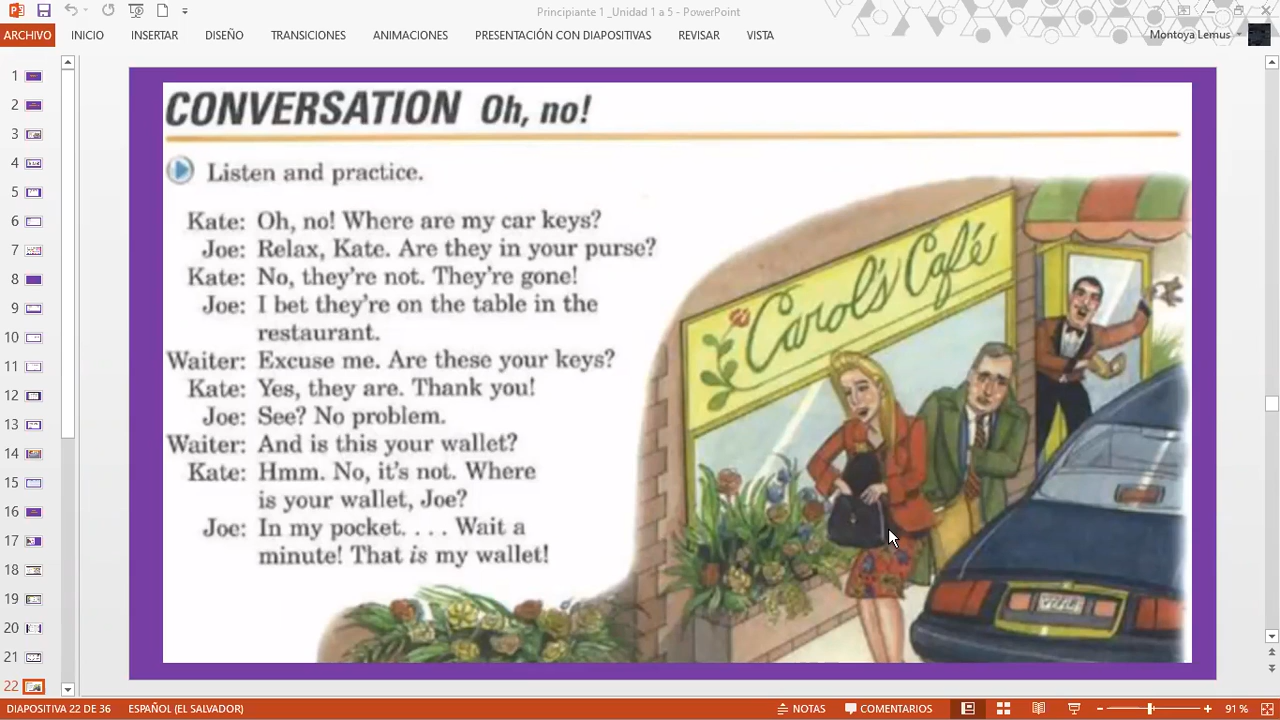 Principiante 1 _Unidad 1 a 5 - PowerPoint
ARCHIVO INICIO INSERTAR DISEÑO TRANSICIONES ANIMACIONES PRESENTACIÓN CON DIAPOSITIVAS REVISAR VISTA Montoya Lemus
1
2
3
4
5
6
7
8
9
10
11
12
13
14
15
16
17
18
19
20
21
22
CONVERSATION Oh, no!
Listen and practice.
Kate: Oh, no! Where are my car keys?
Joe: Relax, Kate. Are they in your purse?
Kate: No, they're not. They're gone!
Joe: I bet they're on the table in the
restaurant.
Waiter: Excuse me. Are these your keys?
Kate: Yes, they are. Thank you!
Joe: See? No problem.
Waiter: And is this your wallet?
Kate: Hmm. No, it's not. Where
is your wallet, Joe?
Joe: In my pocket. . . . Wait a
minute! That is my wallet!
Carol's Café
DIAPOSITIVA 22 DE 36 ESPAÑOL (EL SALVADOR) NOTAS COMENTARIOS 91 %